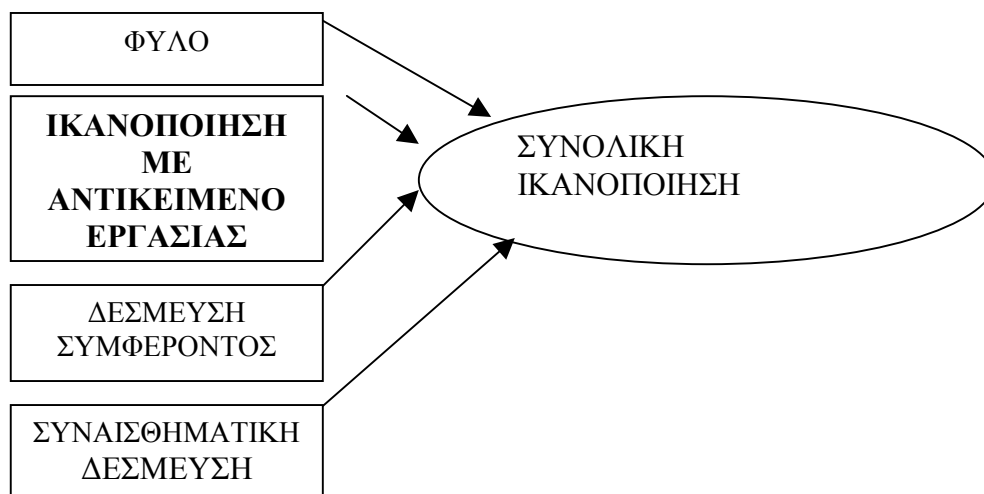 ΦΥΛΟ
ΙΚΑΝΟΠΟΙΗΣΗ
ΜΕ
ΑΝΤΙΚΕΙΜΕΝΟ
ΕΡΓΑΣΙΑΣ
ΔΕΣΜΕΥΣΗ
ΣΥΜΦΕΡΟΝΤΟΣ
ΣΥΝΑΙΣΘΗΜΑΤΙΚΗ
ΔΕΣΜΕΥΣΗ
ΣΥΝΟΛΙΚΗ
ΙΚΑΝΟΠΟΙΗΣΗ